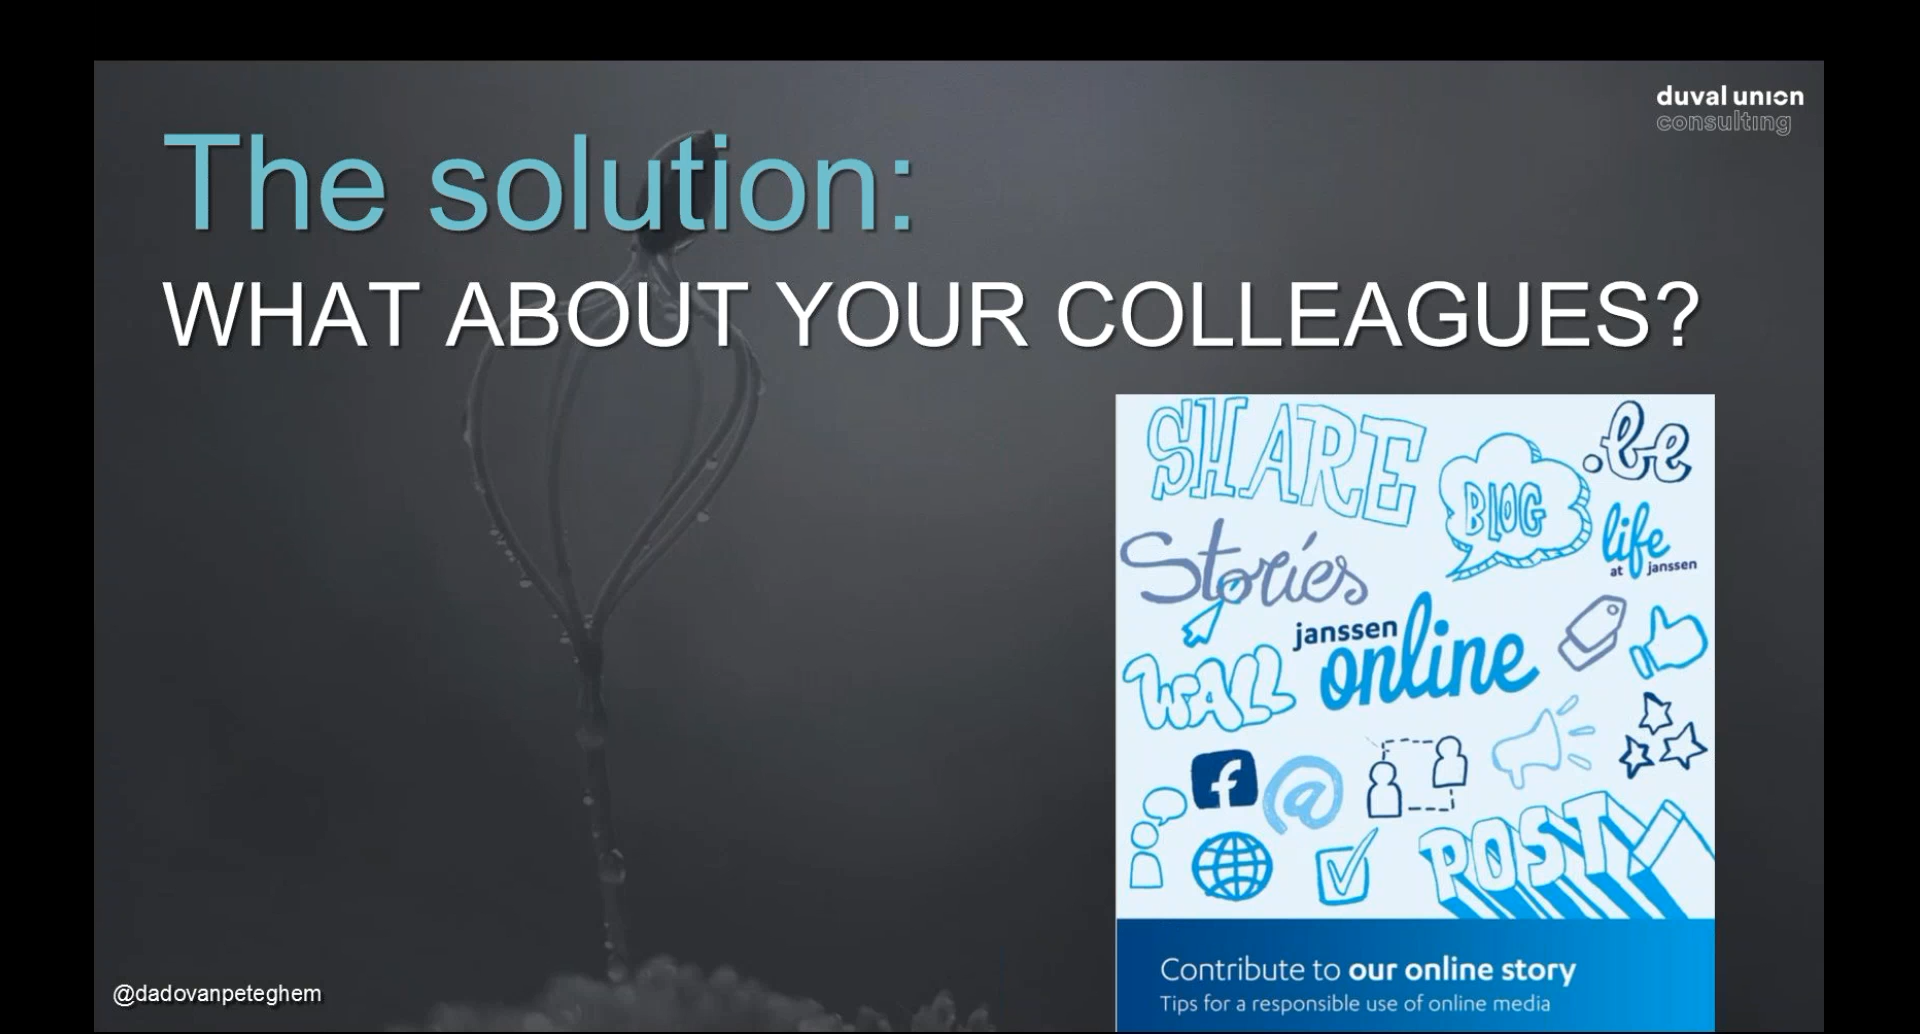 duval union
consulting
The solution:
WHAT ABOUT YOUR COLLEAGUES?
SHARE
BLOG
.be
Stories
life
at janssen
janssen
online
WALL
f
@
POST
Contribute to our online story
Tips for a responsible use of online media
@dadovanpeteghem